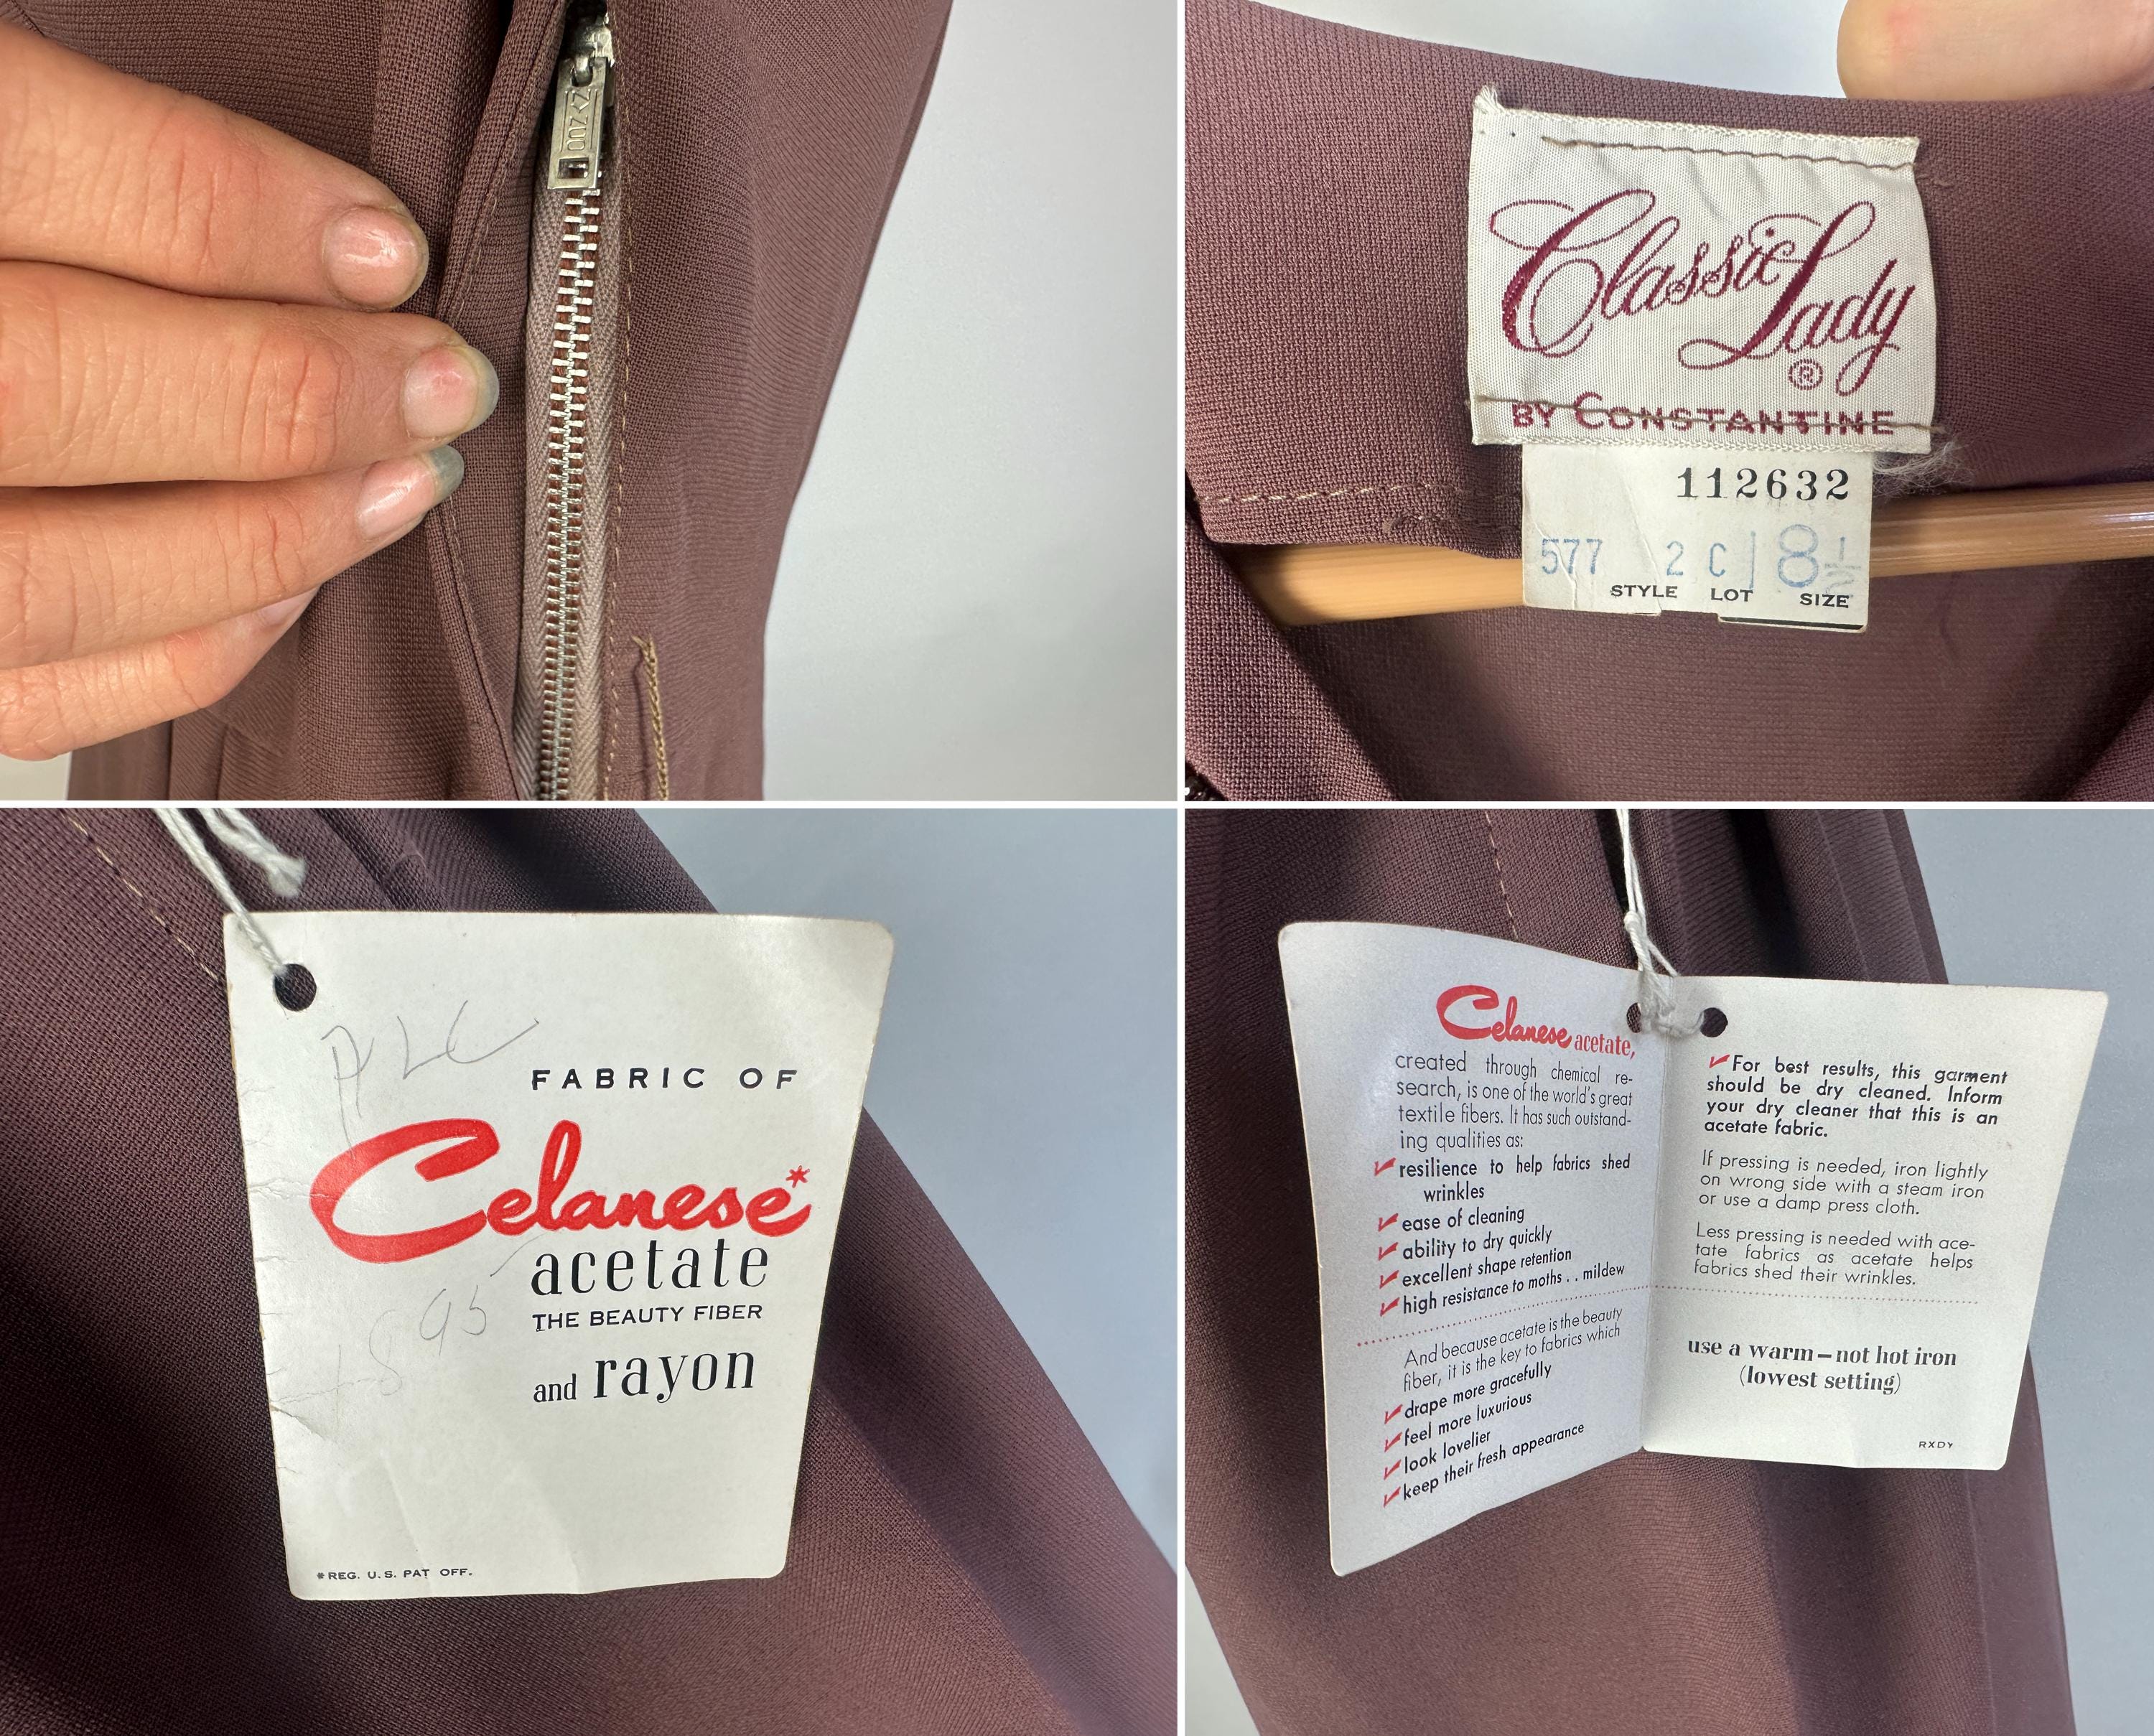 Classic Lady
®
BY CONSTANTINE
112632
577 2 C 18½
STYLE LOT SIZE
FABRIC OF
Celanese*
acetate
THE BEAUTY FIBER
and rayon
95
18
*REG. U.S. PAT OFF.
Celanese acetate,
created through chemical re-
search, is one of the world's great
textile fibers. It has such outstand-
ing qualities as:
✓resilience to help fabrics shed
wrinkles
✓ease of cleaning
✓ability to dry quickly
✓excellent shape retention
✓high resistance to moths . . mildew
And because acetate is the beauty
fiber, it is the key to fabrics which
✓drape more gracefully
✓feel more luxurious
✓look lovelier
✓keep their fresh appearance
✓For best results, this garment
should be dry cleaned. Inform
your dry cleaner that this is an
acetate fabric.
If pressing is needed, iron lightly
on wrong side with a steam iron
or use a damp press cloth.
Less pressing is needed with ace-
tate fabrics as acetate helps
fabrics shed their wrinkles.
use a warm—not hot iron
(lowest setting)
RXDY